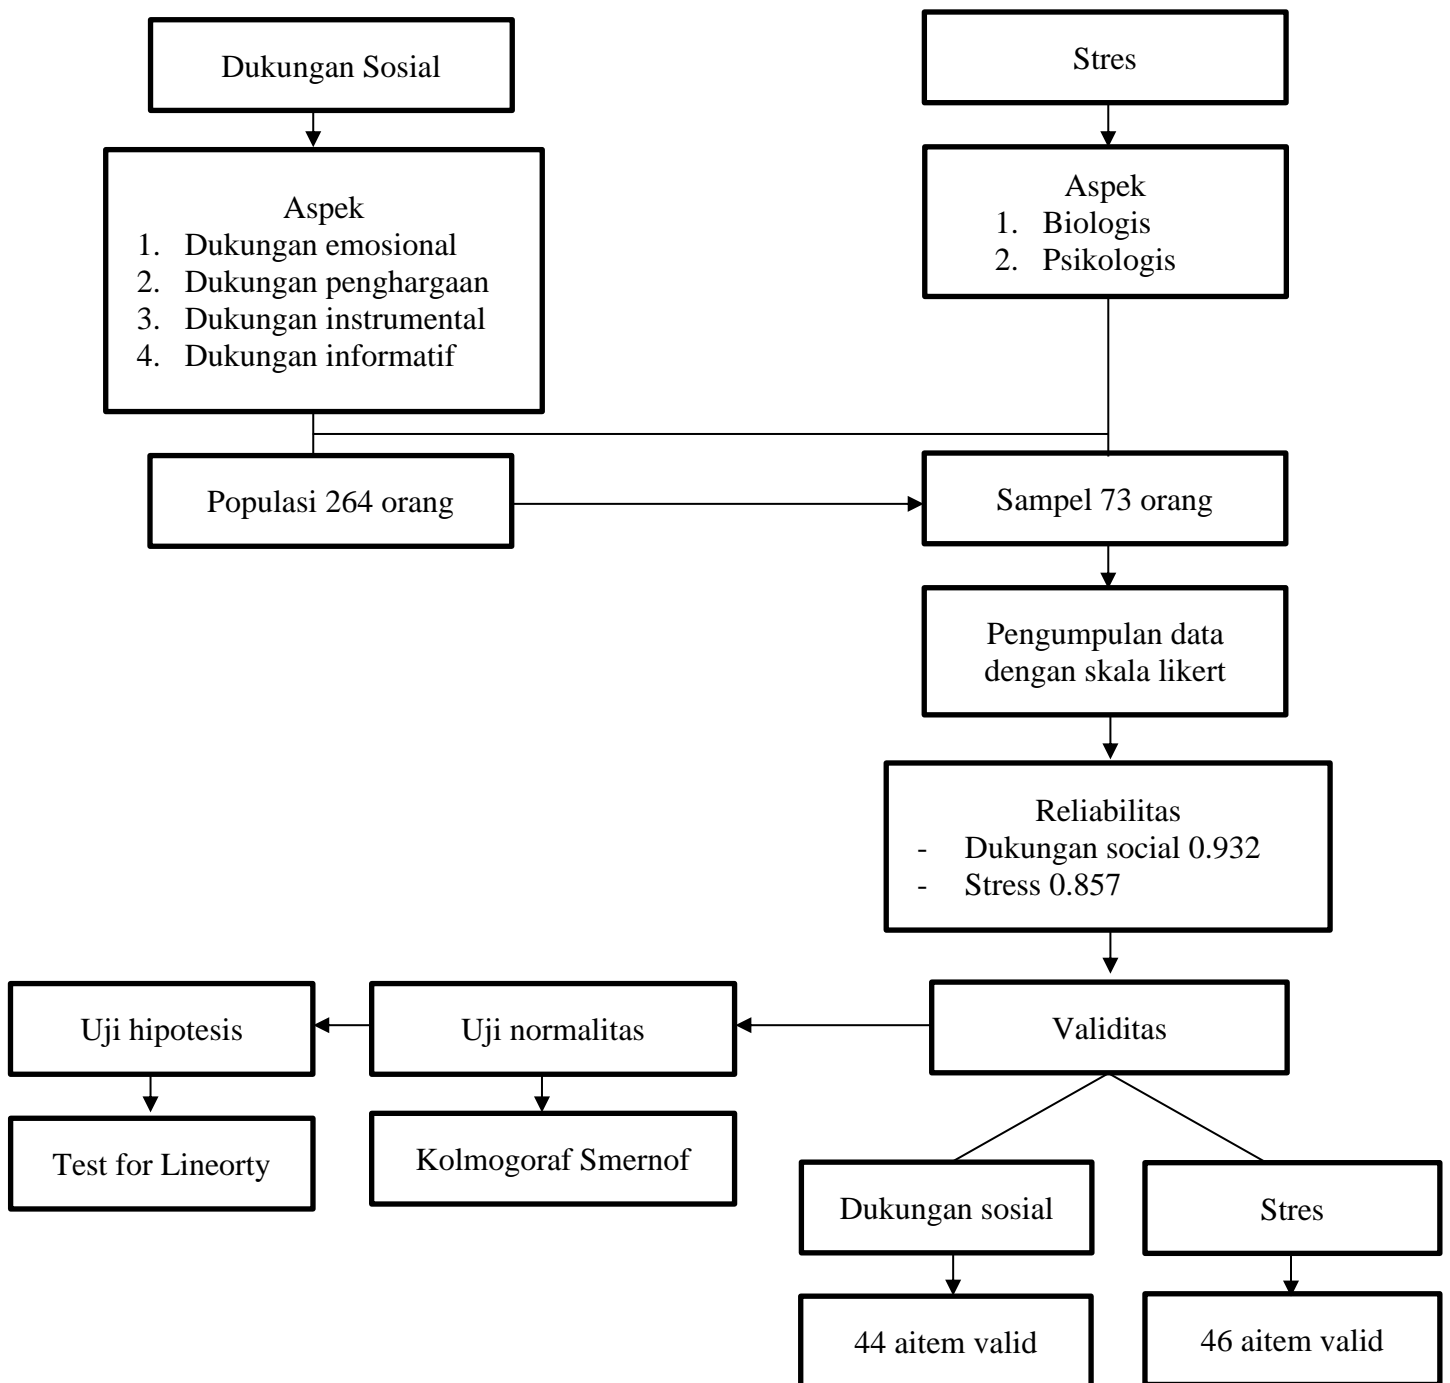 Dukungan Sosial
Stres
Aspek
1. Dukungan emosional
2. Dukungan penghargaan
3. Dukungan instrumental
4. Dukungan informatif
Aspek
1. Biologis
2. Psikologis
Populasi 264 orang
Sampel 73 orang
Pengumpulan data
dengan skala likert
Reliabilitas
- Dukungan social 0.932
- Stress 0.857
Uji hipotesis
Uji normalitas
Validitas
Test for Lineorty
Kolmogoraf Smernof
Dukungan sosial
Stres
44 aitem valid
46 aitem valid